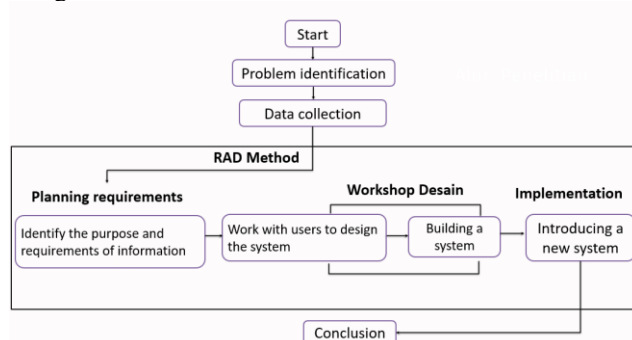 Start
Problem identification
Data collection
RAD Method
Planning requirements
Workshop Desain
Implementation
Identify the purpose and
requirements of information
Work with users to design
the system
Building a
system
Introducing a
new system
Conclusion